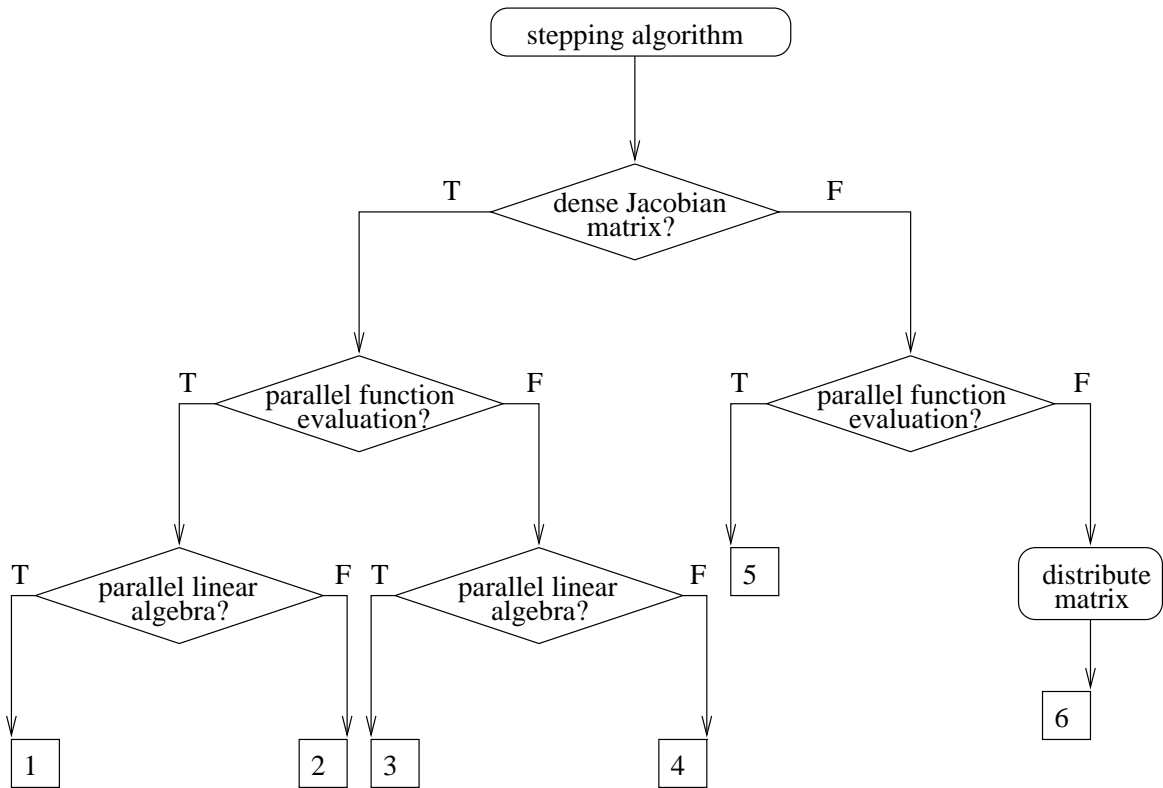 stepping algorithm
T
F
dense Jacobian
matrix?
T
F
parallel function
evaluation?
T
F
parallel function
evaluation?
T
F
parallel linear
algebra?
T
F
parallel linear
algebra?
5
distribute
matrix
6
1
2
3
4